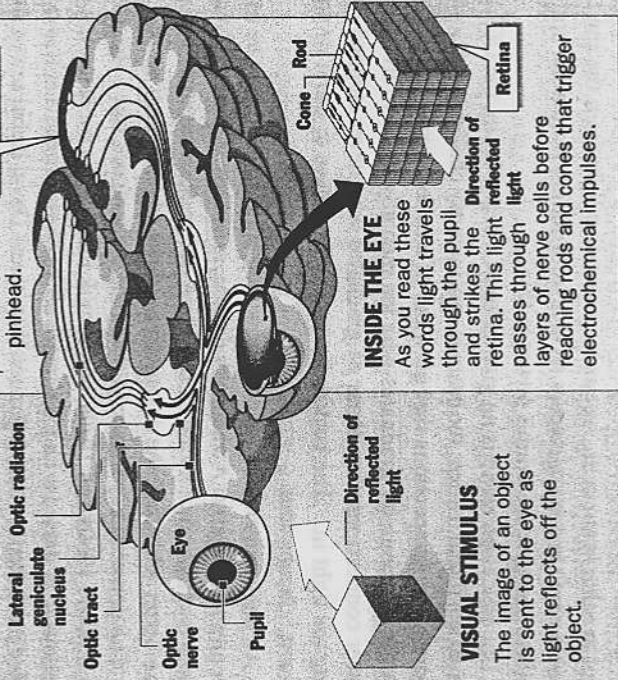 pinhead.
Optic radiation
Lateral
geniculate
nucleus
Optic tract
Optic
nerve
Pupil
Eye
Direction of
reflected
light
VISUAL STIMULUS
The image of an object
is sent to the eye as
light reflects off the
object.
Cone
Rod
Retina
Direction of
reflected
light
INSIDE THE EYE
As you read these
words light travels
through the pupil
and strikes the
retina. This light
passes through
layers of nerve cells before
reaching rods and cones that trigger
electrochemical impulses.